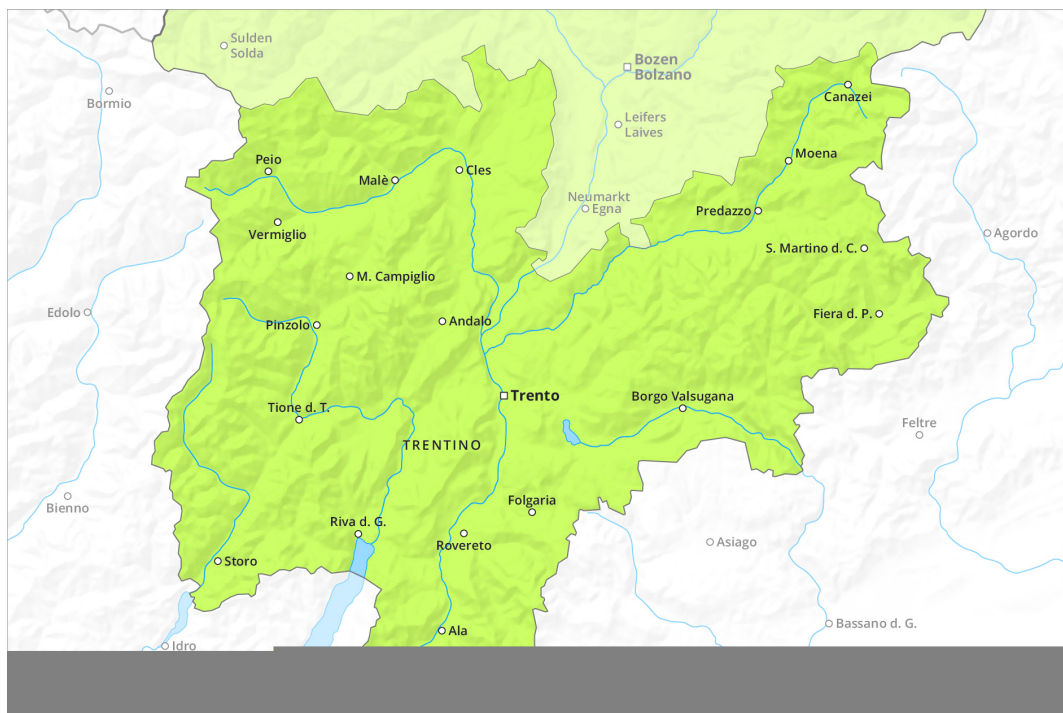 Sulden
Solda
Bozen
Bolzano
Bormio
Canazei
Leifers
Laives
Peio
Malè
Cles
Moena
Neumarkt
Egna
Predazzo
Vermiglio
S. Martino d. C.
Agordo
M. Campiglio
Edolo
Pinzolo
Andalo
Fiera d. P.
Trento
Borgo Valsugana
Tione d. T.
Feltre
TRENTINO
Bienno
Folgaria
Riva d. G.
Rovereto
Asiago
Storo
Ala
Bassano d. G.
Idro